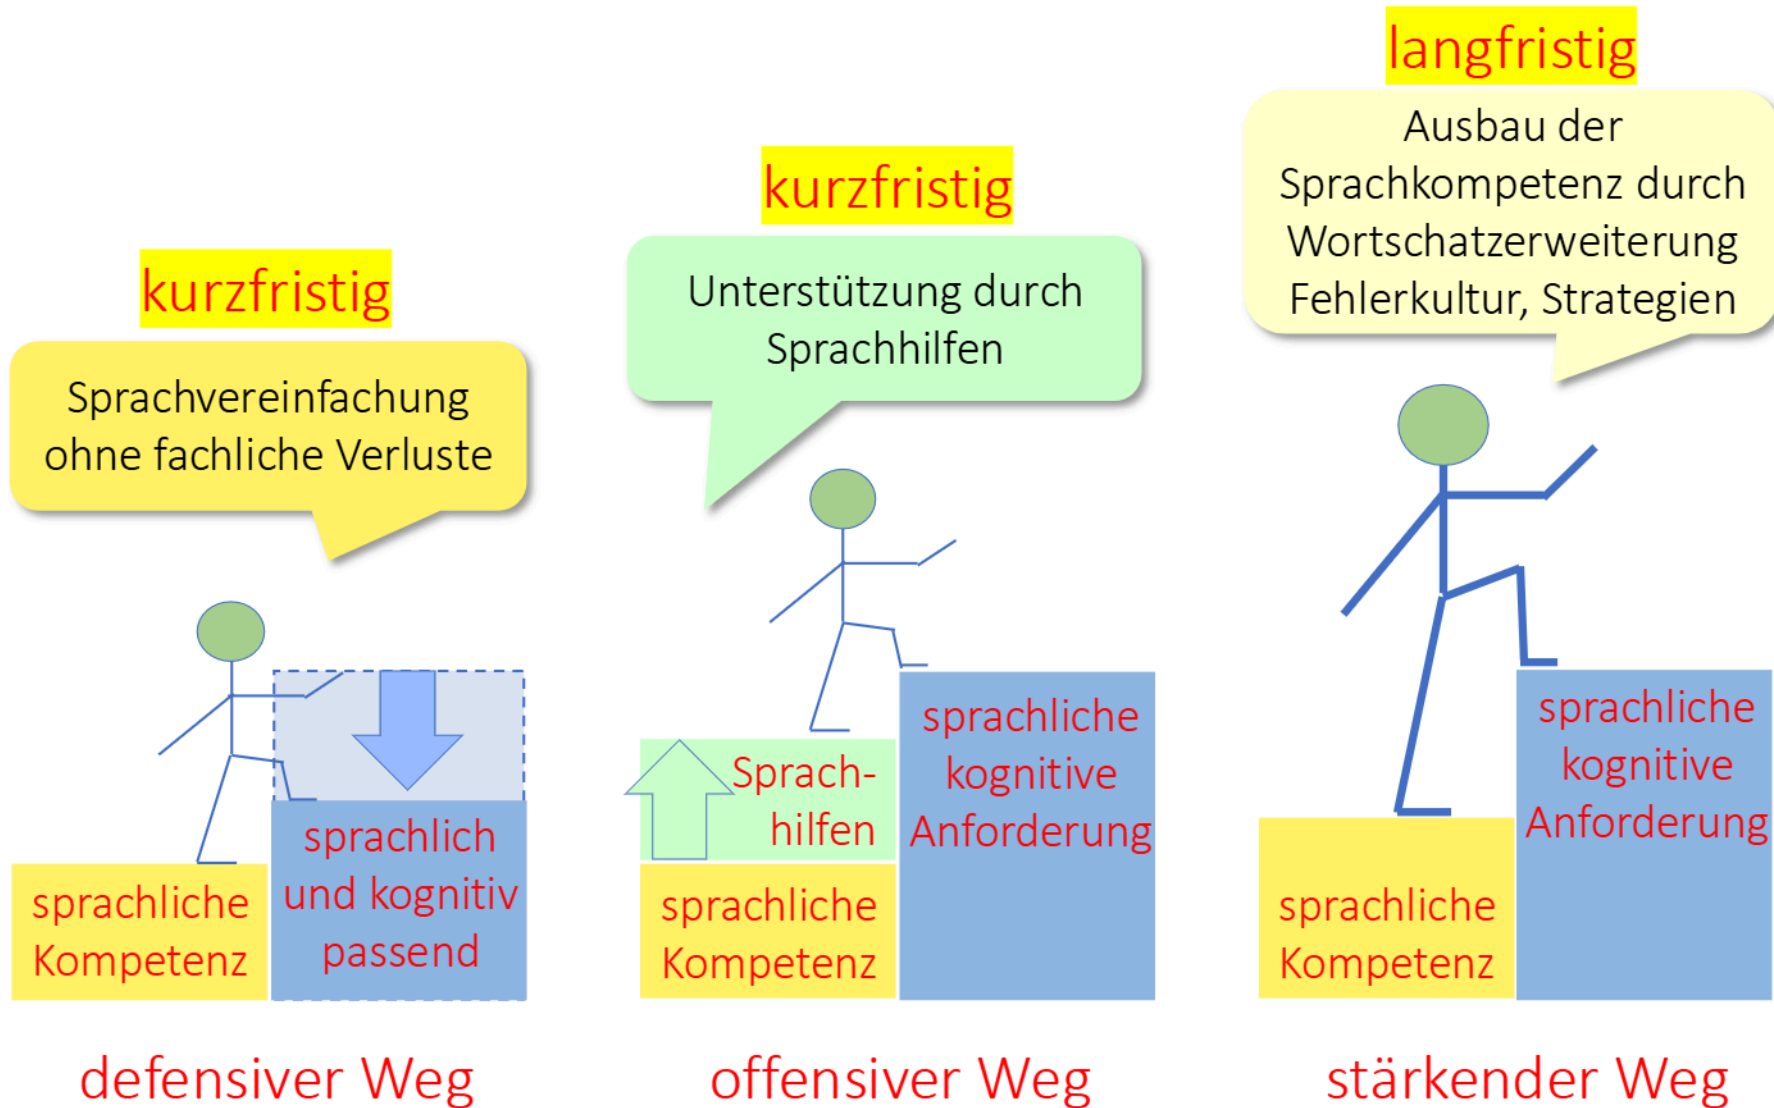 kurzfristig
Sprachvereinfachung
ohne fachliche Verluste
sprachliche
Kompetenz
sprachlich
und kognitiv
passend
defensiver Weg
kurzfristig
Unterstützung durch
Sprachhilfen
Sprach-
hilfen
sprachliche
Kompetenz
sprachliche
kognitive
Anforderung
offensiver Weg
langfristig
Ausbau der
Sprachkompetenz durch
Wortschatzerweiterung
Fehlerkultur, Strategien
sprachliche
Kompetenz
sprachliche
kognitive
Anforderung
stärkender Weg